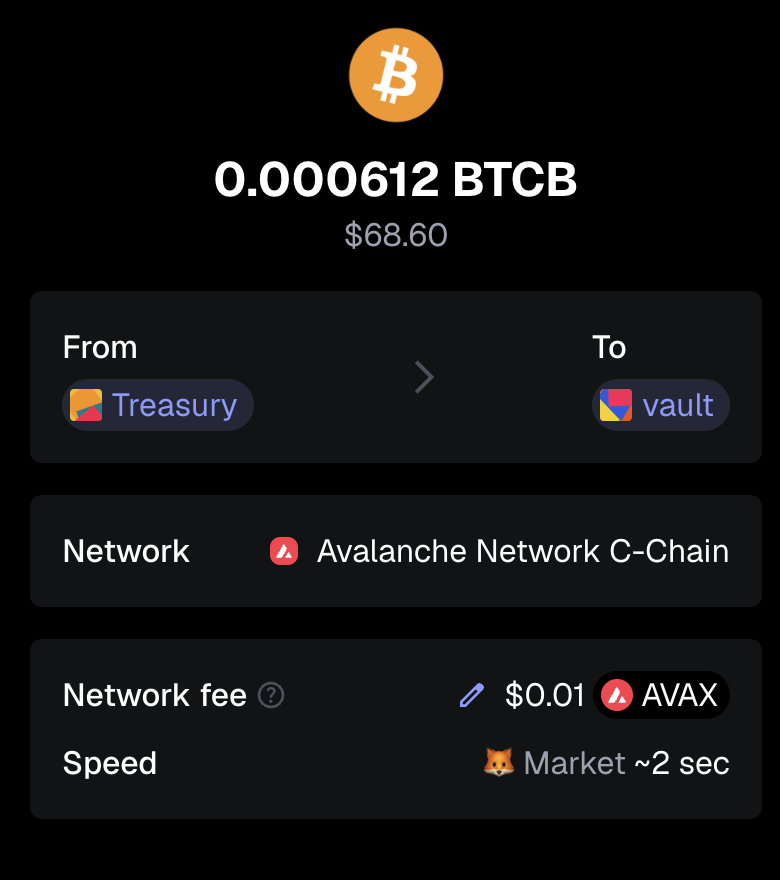 0.000612 BTCB
$68.60
From To
Treasury vault
Network Avalanche Network C-Chain
Network fee ? $0.01 AVAX
Speed Market ~2 sec